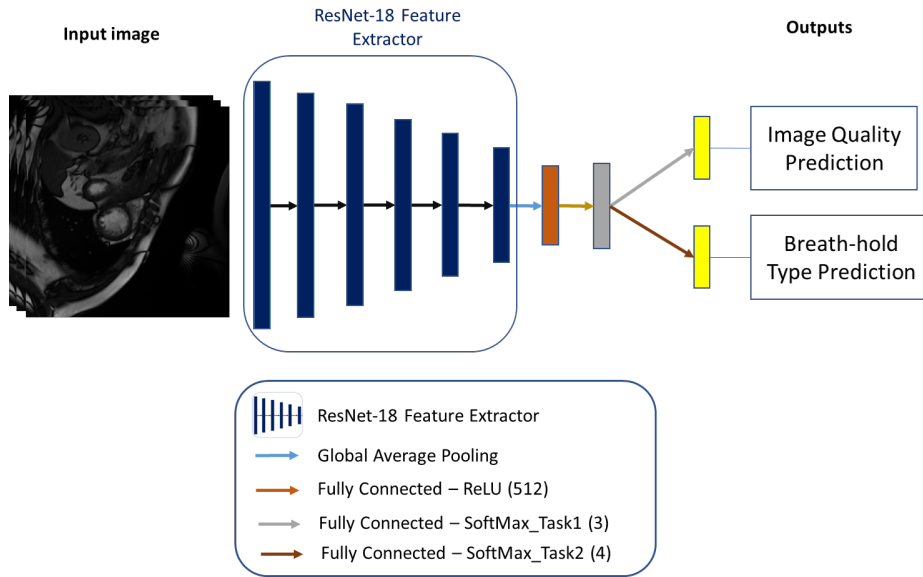 Input image
ResNet-18 Feature
Extractor
Outputs
Image Quality
Prediction
Breath-hold
Type Prediction
ResNet-18 Feature Extractor
Global Average Pooling
Fully Connected – ReLU (512)
Fully Connected – SoftMax_Task1 (3)
Fully Connected – SoftMax_Task2 (4)